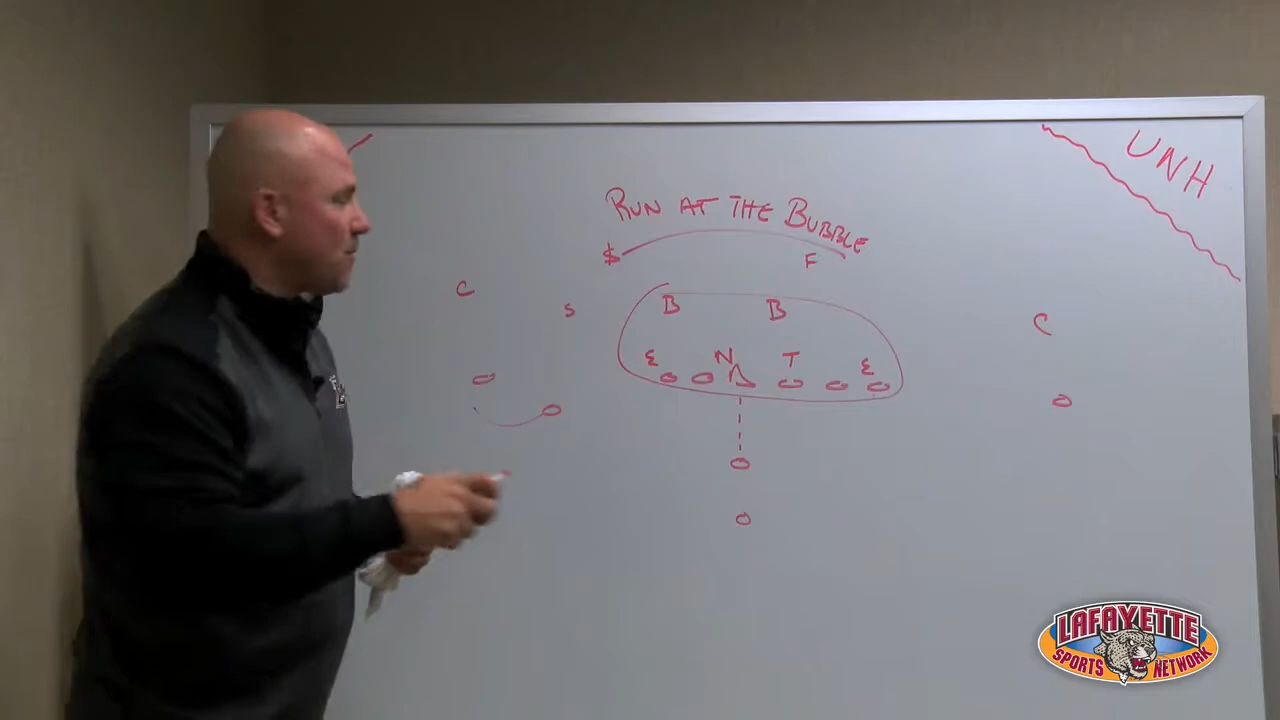 UNH
RUN AT THE BUBBLE
$ F
C S B B C
E N T E
LAFAYETTE
SPORTS NETWORK